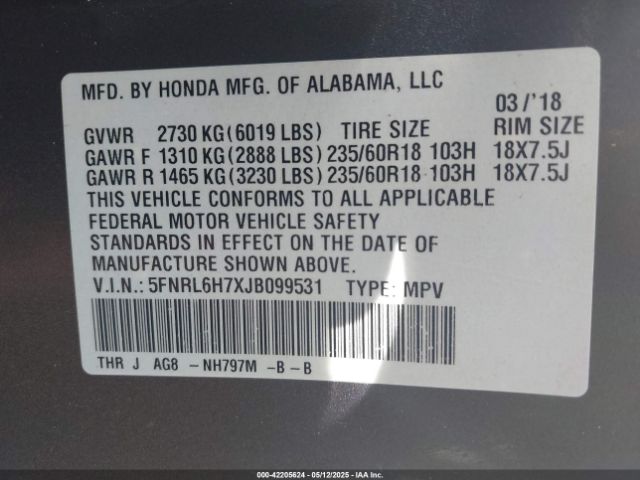 MFD. BY HONDA MFG. OF ALABAMA, LLC
03/'18
GVWR 2730 KG(6019 LBS) TIRE SIZE RIM SIZE
GAWR F 1310 KG(2888 LBS) 235/60R18 103H 18X7.5J
GAWR R 1465 KG(3230 LBS) 235/60R18 103H 18X7.5J
THIS VEHICLE CONFORMS TO ALL APPLICABLE
FEDERAL MOTOR VEHICLE SAFETY
STANDARDS IN EFFECT ON THE DATE OF
MANUFACTURE SHOWN ABOVE.
V.I.N.: 5FNRL6H7XJB099531 TYPE: MPV
THR J AG8 -NH797M -B-B
000-42205624 - 05/12/2025 - IAA Inc.